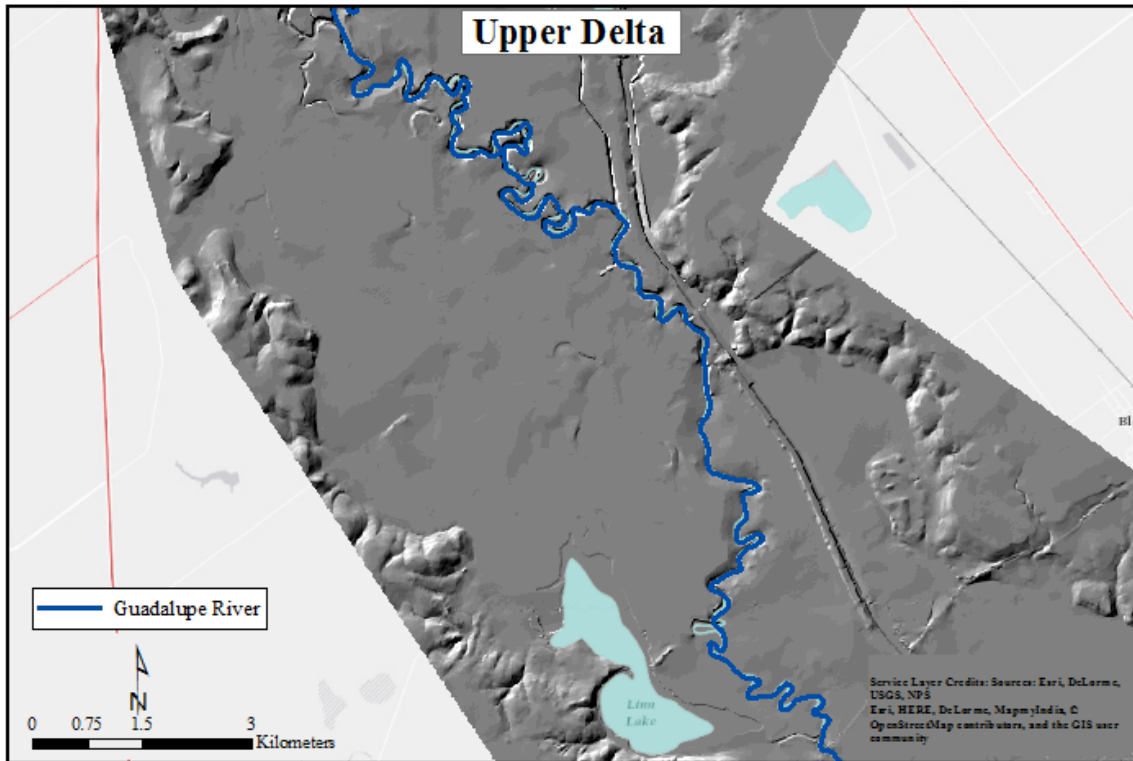 Upper Delta
Bl
Guadalupe River
N
0 0.75 1.5 3
Kilometers
Linn
Lake
Service Layer Credits: Sources: Esri, DeLorme,
USGS, NPS
Esri, HERE, DeLorme, MapmyIndia, ©
OpenStreetMap contributors, and the GIS user
community